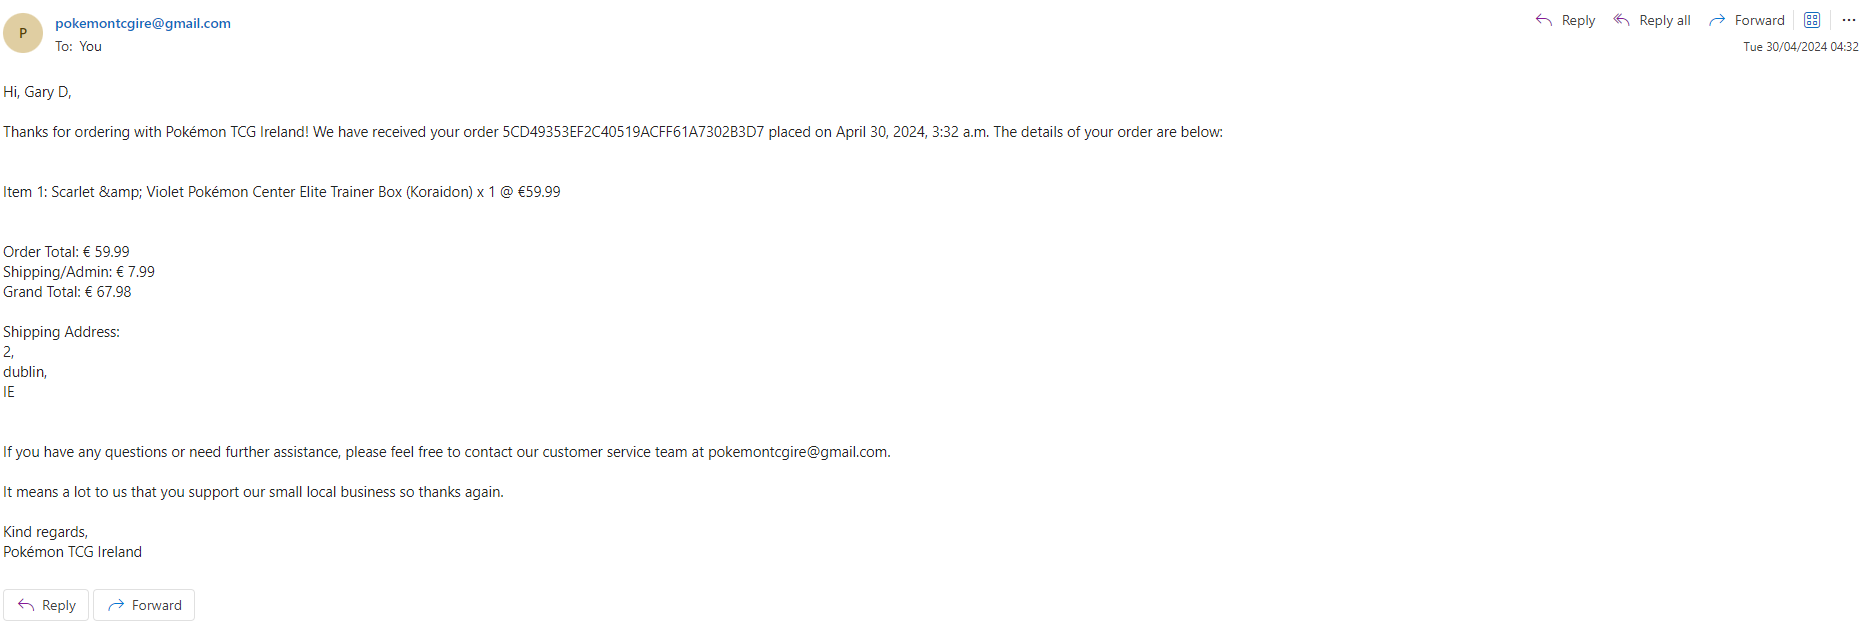 P
pokemontcgire@gmail.com
To: You
Reply
Reply all
Forward
Tue 30/04/2024 04:32
Hi, Gary D,
Thanks for ordering with Pokémon TCG Ireland! We have received your order 5CD49353EF2C40519ACFF61A7302B3D7 placed on April 30, 2024, 3:32 a.m. The details of your order are below:
Item 1: Scarlet &amp; Violet Pokémon Center Elite Trainer Box (Koraidon) x 1 @ €59.99
Order Total: € 59.99
Shipping/Admin: € 7.99
Grand Total: € 67.98
Shipping Address:
2,
dublin,
IE
If you have any questions or need further assistance, please feel free to contact our customer service team at pokemontcgire@gmail.com.
It means a lot to us that you support our small local business so thanks again.
Kind regards,
Pokémon TCG Ireland
Reply
Forward